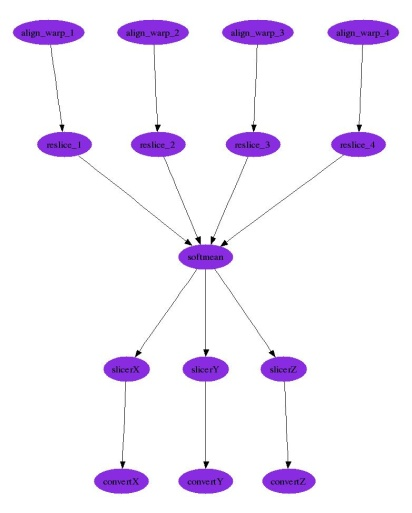 align_warp_1 align_warp_2 align_warp_3 align_warp_4
reslice_1 reslice_2 reslice_3 reslice_4
softmean
slicerX slicerY slicerZ
convertX convertY convertZ